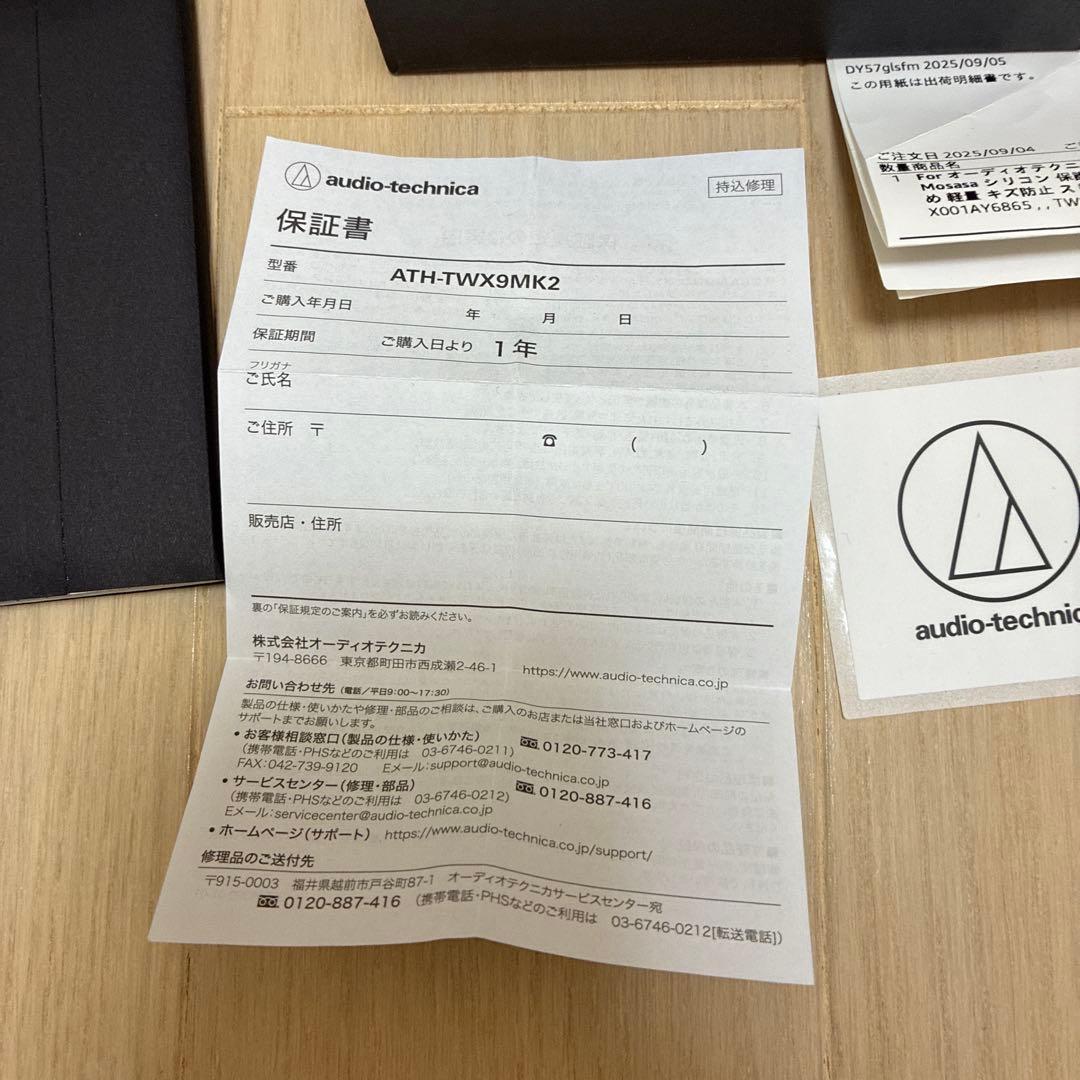 DY57glsfm 2025/09/05
この用紙は出荷明細書です。
ご注文日 2025/09/04
数量 商品名
1 For オーディオテクニ
Mosasa シリコン 保護
め 軽量 キズ防止 ス
X001AY6865 , , TW
audio-technica
持込修理
保証書
型番 ATH-TWX9MK2
ご購入年月日 年 月 日
保証期間 ご購入日より 1年
フリガナ
ご氏名
ご住所 〒 ☎ ( )
販売店・住所
裏の「保証規定のご案内」を必ずお読みください。
株式会社オーディオテクニカ
〒194-8666 東京都町田市西成瀬2-46-1 https://www.audio-technica.co.jp
お問い合わせ先（電話／平日9:00〜17:30）
製品の仕様・使いかたや修理・部品のご相談は、ご購入のお店または当社窓口およびホームページの
サポートまでお願いします。
• お客様相談窓口（製品の仕様・使いかた） 0120-773-417
（携帯電話・PHSなどのご利用は 03-6746-0211）
FAX:042-739-9120 Eメール:support@audio-technica.co.jp
• サービスセンター（修理・部品） 0120-887-416
（携帯電話・PHSなどのご利用は 03-6746-0212）
Eメール:servicecenter@audio-technica.co.jp
• ホームページ（サポート） https://www.audio-technica.co.jp/support/
修理品のご送付先
〒915-0003 福井県越前市戸谷町87-1 オーディオテクニカサービスセンター宛
0120-887-416 （携帯電話・PHSなどのご利用は 03-6746-0212[転送電話]）
audio-technic